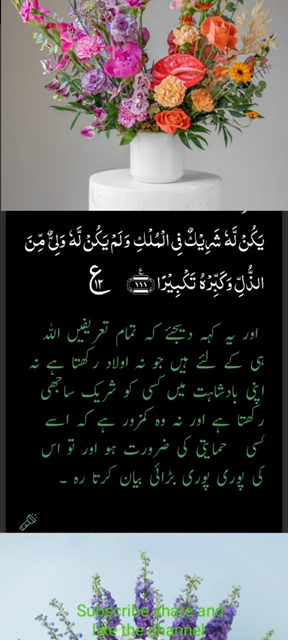 یَكُنْ لَّهٗ شَرِیْكٌ فِی الْمُلْكِ وَ لَمْ یَكُنْ لَّهٗ وَلِیٌّ مِّنَ
الذُّلِّ وَ كَبِّرْهُ تَكْبِیْرًا ۝۱۱۱ ع ۱۲
اور یہ کہہ دیجئے کہ تمام تعریفیں اللہ
ہی کے لئے ہیں جو نہ اولاد رکھتا ہے نہ
اپنی بادشاہت میں کسی کو شریک ساجھی
رکھتا ہے اور نہ وہ کمزور ہے کہ اسے
کسی حمایتی کی ضرورت ہو اور تو اس
کی پوری پوری بڑائی بیان کرتا رہ ۔
Subscribe share and
like the channel